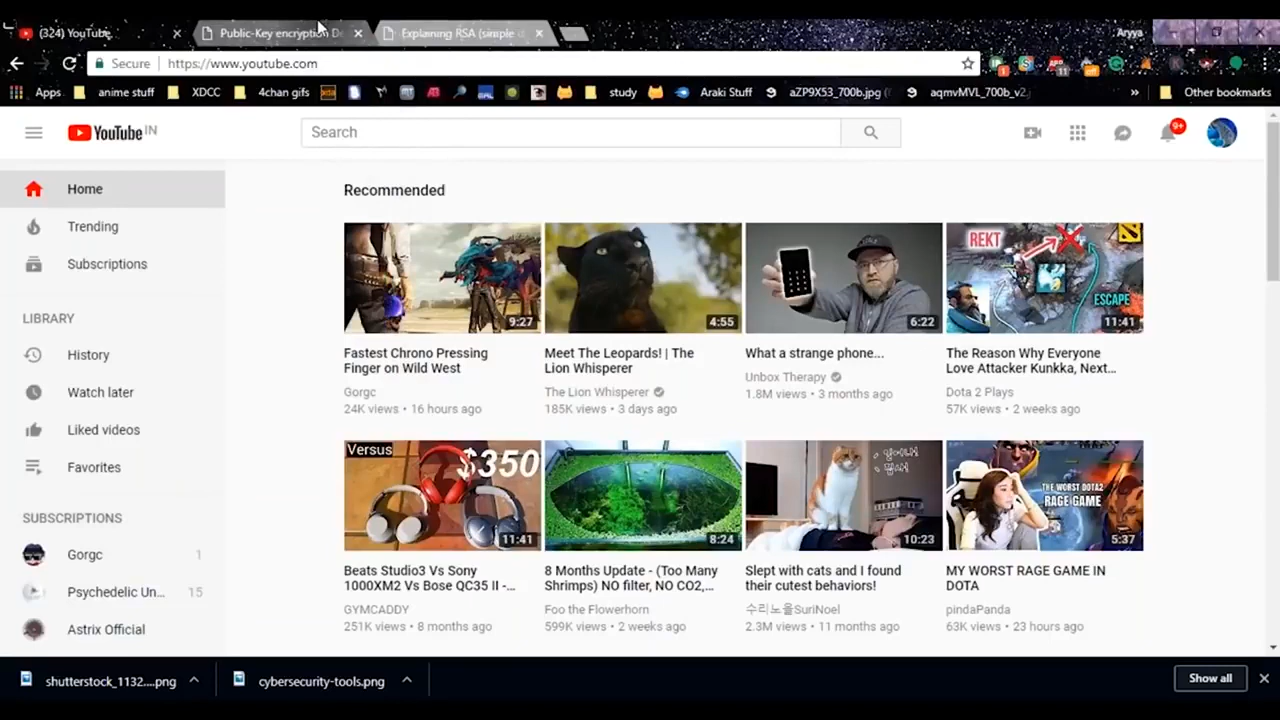 (324) YouTube
Public-Key encryption De
Explaining RSA (simple d
Aryya
Secure
https://www.youtube.com
Apps
anime stuff
XDCC
4chan gifs
study
Araki Stuff
aZP9X53_700b.jpg (
aqmvMVL_700b_v2.j
»
Other bookmarks
YouTube IN
Search
9+
Home
Trending
Subscriptions
LIBRARY
History
Watch later
Liked videos
Favorites
SUBSCRIPTIONS
Gorgc 1
Psychedelic Un... 15
Astrix Official
Recommended
9:27
4:55
6:22
REKT
ESCAPE
11:41
Fastest Chrono Pressing
Finger on Wild West
Gorgc
24K views • 16 hours ago
Meet The Leopards! | The
Lion Whisperer
The Lion Whisperer
185K views • 3 days ago
What a strange phone...
Unbox Therapy
1.8M views • 3 months ago
The Reason Why Everyone
Love Attacker Kunkka, Next...
Dota 2 Plays
57K views • 2 weeks ago
Versus
$350
11:41
8:24
10:23
THE WORST DOTA2
RAGE GAME
5:37
Beats Studio3 Vs Sony
1000XM2 Vs Bose QC35 II -...
GYMCADDY
251K views • 8 months ago
8 Months Update - (Too Many
Shrimps) NO filter, NO CO2,...
Foo the Flowerhorn
599K views • 2 weeks ago
Slept with cats and I found
their cutest behaviors!
수리노을SuriNoel
2.3M views • 11 months ago
MY WORST RAGE GAME IN
DOTA
pindaPanda
63K views • 23 hours ago
shutterstock_1132....png
cybersecurity-tools.png
Show all